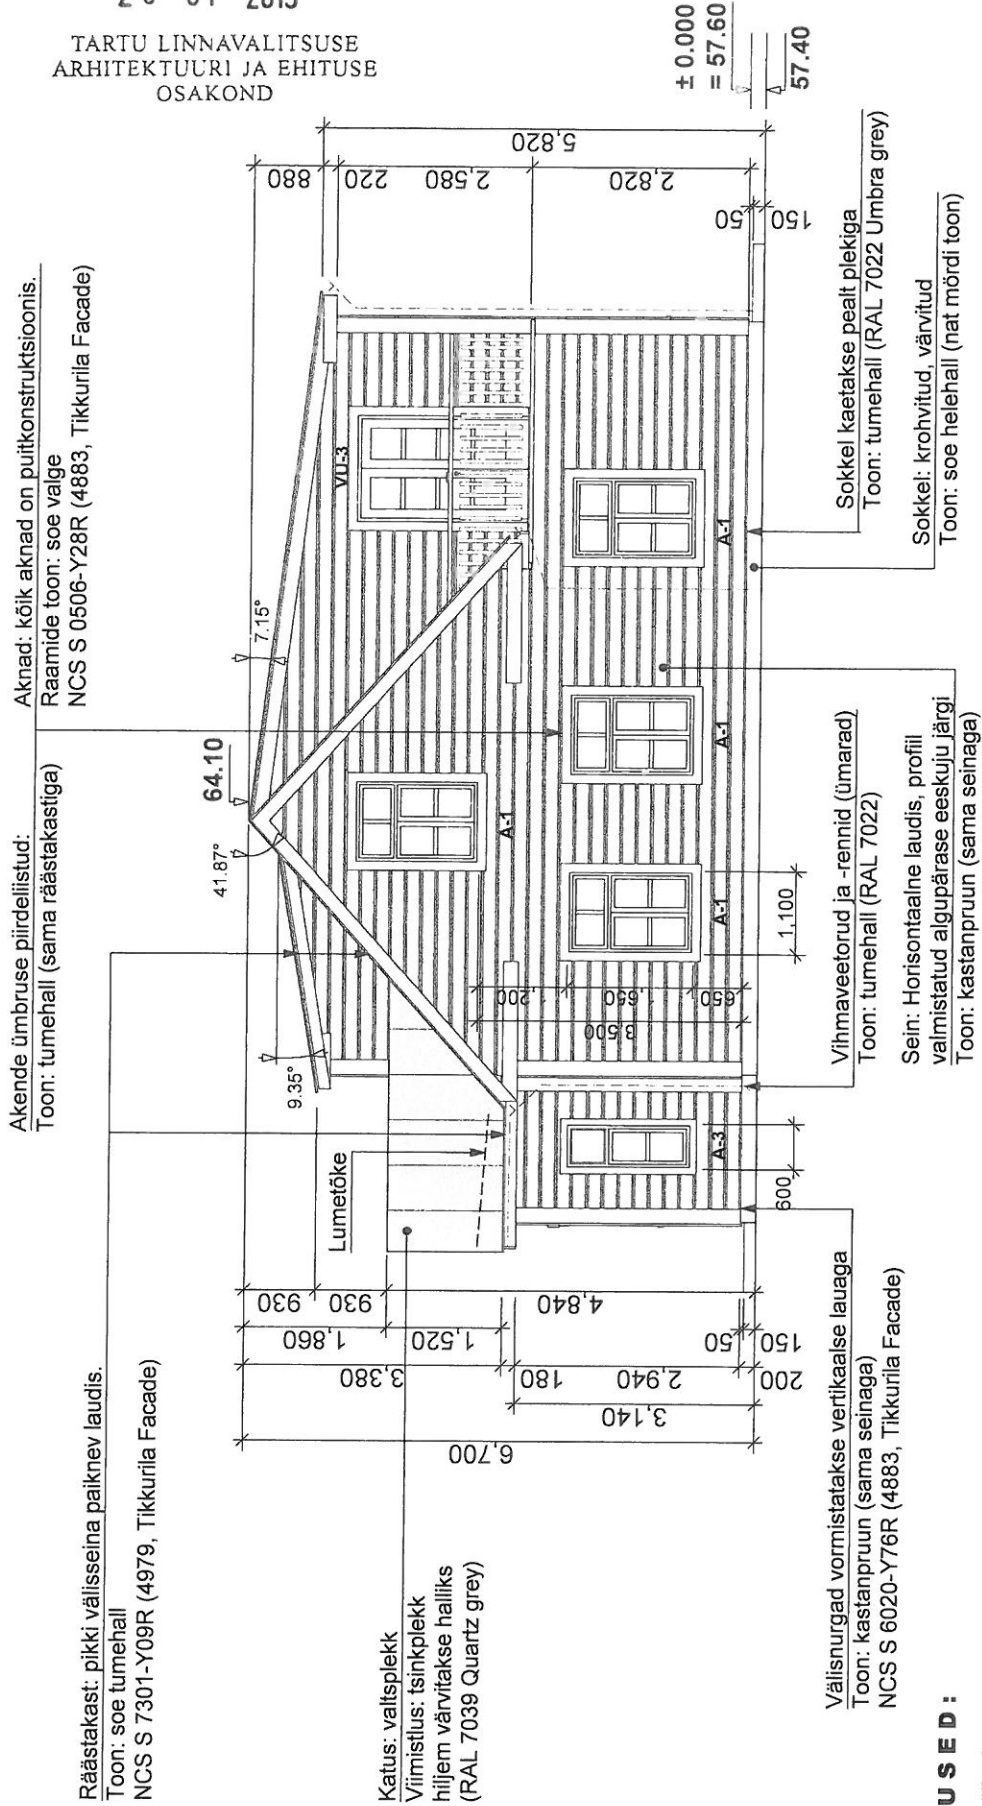 2015
TARTU LINNAVALITSUSE
ARHITEKTUURI JA EHITUSE
OSAKOND
Räästakast: pikki välisseina paiknev laudis.
Toon: soe tumehall
NCS S 7301-Y09R (4979, Tikkurila Facade)
Akende ümbruse piirdeliistud:
Toon: tumehall (sama räästakastiga)
Aknad: kõik aknad on puitkonstruktsioonis.
Raamide toon: soe valge
NCS S 0506-Y28R (4883, Tikkurila Facade)
Katus: valtsplekk
Viimistlus: tsinkplekk
hiljem värvitakse halliks
(RAL 7039 Quartz grey)
Lumetõke
9.35°
41.87°
64.10
7.15°
VU-3
A-1
A-1
A-1
A-1
A-3
930
930
4,840
1,860
1,520
50
150
3,380
180
2,940
200
3,140
6,700
600
1,200
1,650
650
3,500
1,100
880
220
2,580
2,820
50
150
5,820
± 0.000
= 57.60
57.40
Välisnurgad vormistatakse vertikaalse lauaga
Toon: kastanpruun (sama seinaga)
NCS S 6020-Y76R (4883, Tikkurila Facade)
Vihmaveetorud ja -rennid (ümarad)
Toon: tumehall (RAL 7022)
Sein: Horisontaalne laudis, profiil
valmistatud algupärase eeskuju järgi
Toon: kastanpruun (sama seinaga)
Sokkel kaetakse pealt plekiga
Toon: tumehall (RAL 7022 Umbra grey)
Sokkel: krohvitud, värvitud
Toon: soe helehall (nat mördi toon)
USED: